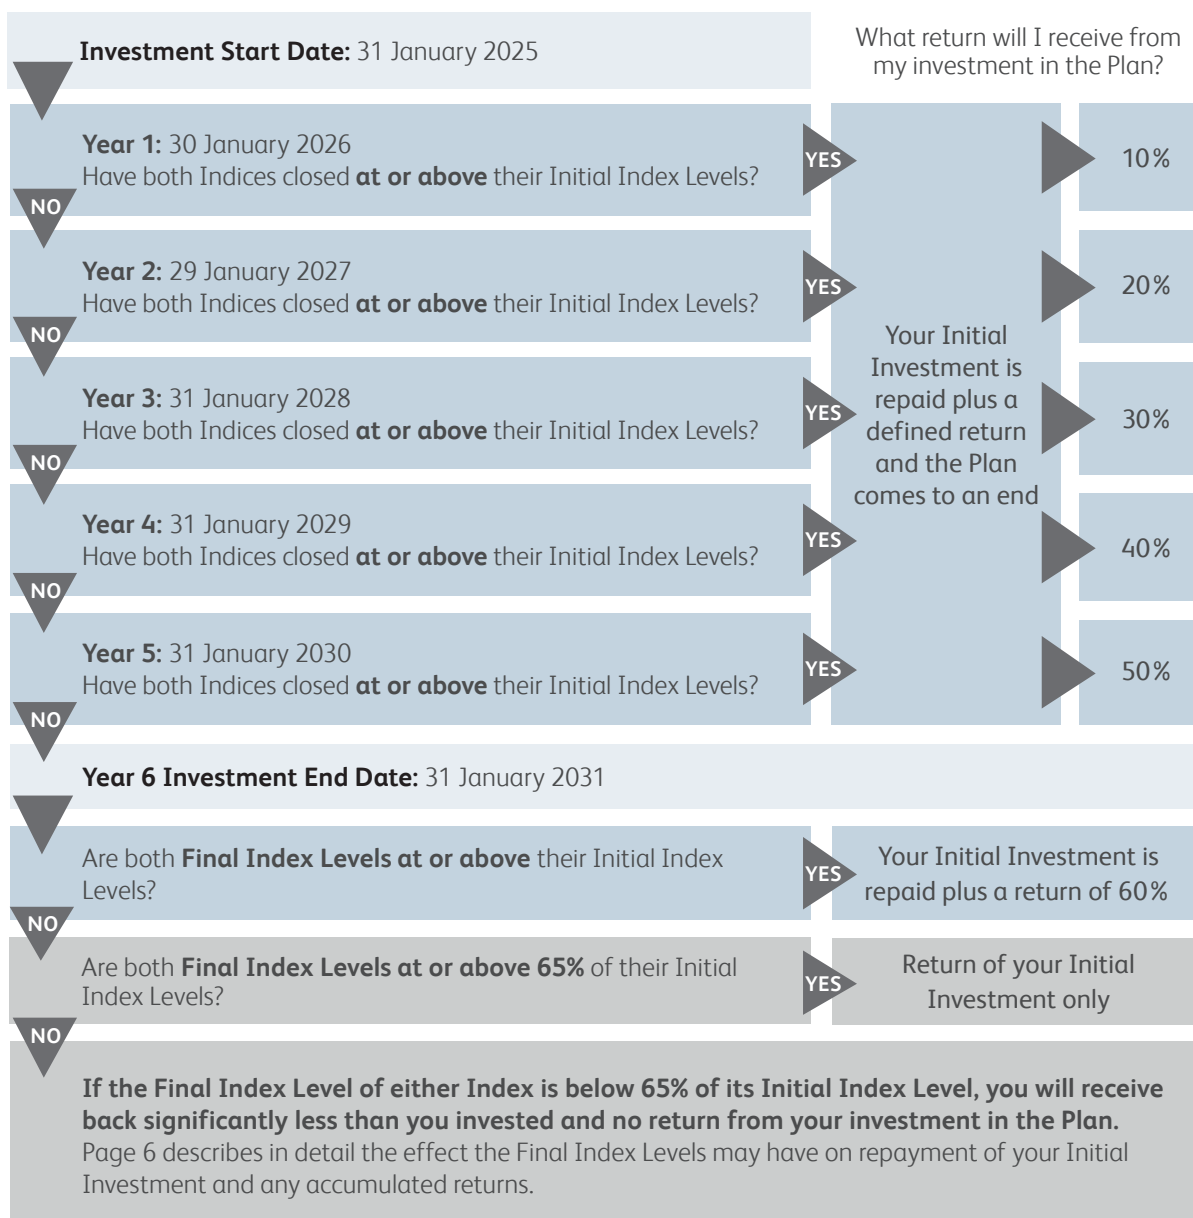 Investment Start Date: 31 January 2025
What return will I receive from
my investment in the Plan?
Year 1: 30 January 2026
Have both Indices closed at or above their Initial Index Levels?
YES
10%
NO
Year 2: 29 January 2027
Have both Indices closed at or above their Initial Index Levels?
YES
20%
NO
Year 3: 31 January 2028
Have both Indices closed at or above their Initial Index Levels?
YES
30%
NO
Year 4: 31 January 2029
Have both Indices closed at or above their Initial Index Levels?
YES
40%
NO
Year 5: 31 January 2030
Have both Indices closed at or above their Initial Index Levels?
YES
50%
NO
Your Initial
Investment is
repaid plus a
defined return
and the Plan
comes to an end
Year 6 Investment End Date: 31 January 2031
Are both Final Index Levels at or above their Initial Index
Levels?
YES
Your Initial Investment is
repaid plus a return of 60%
NO
Are both Final Index Levels at or above 65% of their Initial
Index Levels?
YES
Return of your Initial
Investment only
NO
If the Final Index Level of either Index is below 65% of its Initial Index Level, you will receive
back significantly less than you invested and no return from your investment in the Plan.
Page 6 describes in detail the effect the Final Index Levels may have on repayment of your Initial
Investment and any accumulated returns.